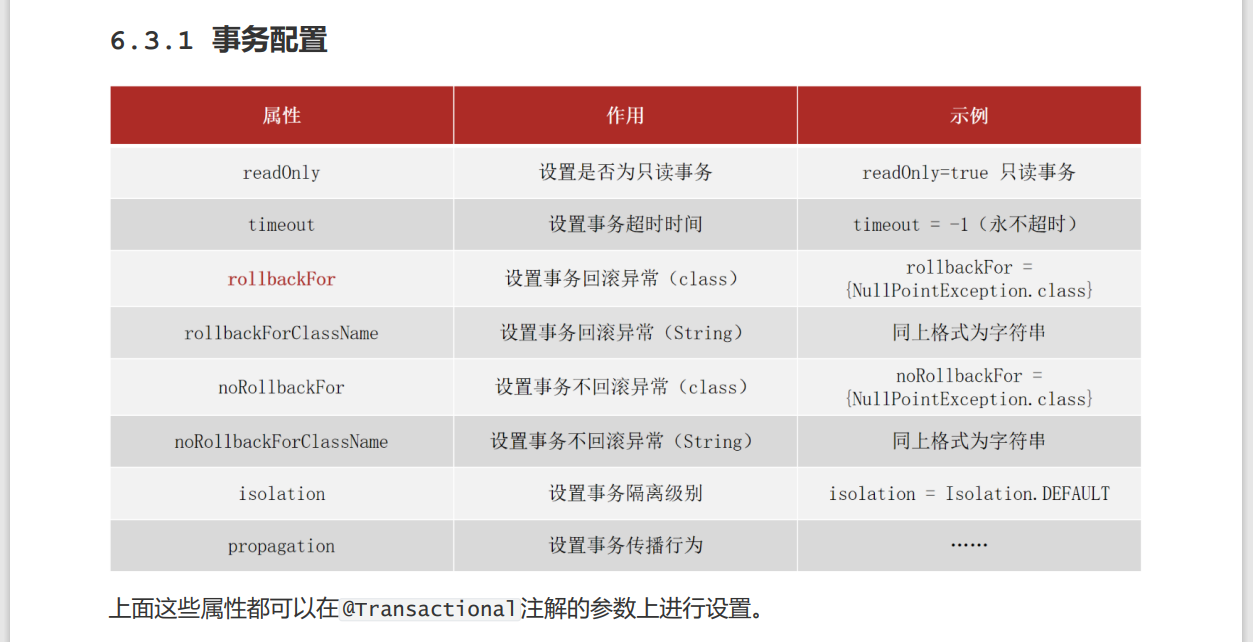 6.3.1 事务配置
属性 作用 示例
readOnly 设置是否为只读事务 readOnly=true 只读事务
timeout 设置事务超时时间 timeout = -1（永不超时）
rollbackFor 设置事务回滚异常（class） rollbackFor =
{NullPointException.class}
rollbackForClassName 设置事务回滚异常（String） 同上格式为字符串
noRollbackFor 设置事务不回滚异常（class） noRollbackFor =
{NullPointException.class}
noRollbackForClassName 设置事务不回滚异常（String） 同上格式为字符串
isolation 设置事务隔离级别 isolation = Isolation.DEFAULT
propagation 设置事务传播行为 ……
上面这些属性都可以在@Transactional注解的参数上进行设置。